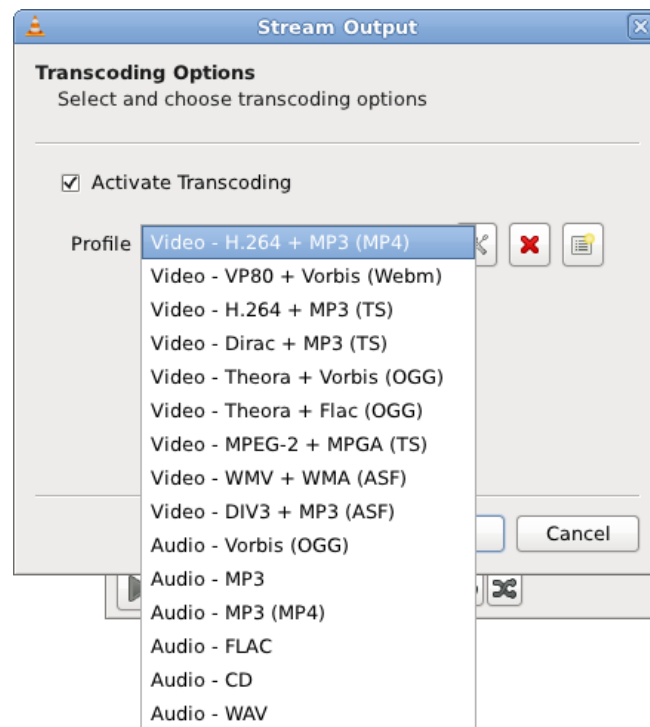 Stream Output
Transcoding Options
Select and choose transcoding options
Activate Transcoding
Profile
Video - H.264 + MP3 (MP4)
Video - VP80 + Vorbis (Webm)
Video - H.264 + MP3 (TS)
Video - Dirac + MP3 (TS)
Video - Theora + Vorbis (OGG)
Video - Theora + Flac (OGG)
Video - MPEG-2 + MPGA (TS)
Video - WMV + WMA (ASF)
Video - DIV3 + MP3 (ASF)
Audio - Vorbis (OGG)
Audio - MP3
Audio - MP3 (MP4)
Audio - FLAC
Audio - CD
Audio - WAV
Cancel